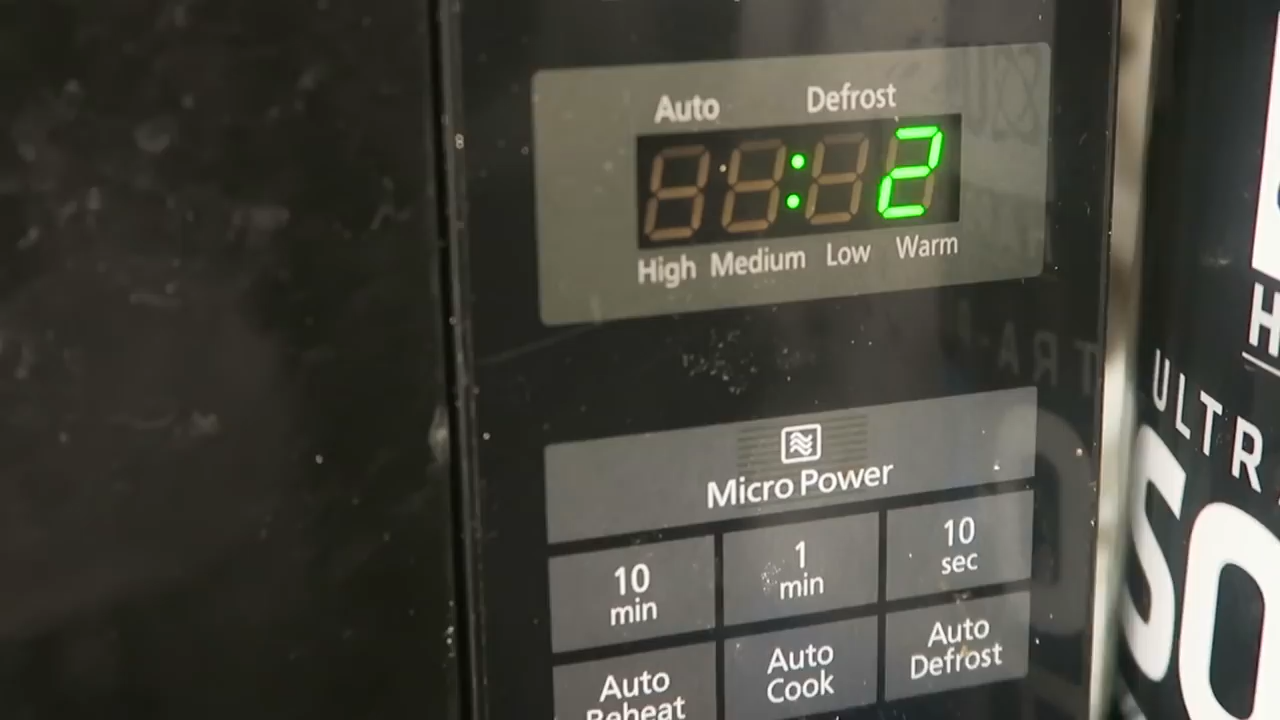 Auto Defrost
: 2
High Medium Low Warm
Micro Power
10
min
1
min
10
sec
Auto
Reheat
Auto
Cook
Auto
Defrost
H
ULTR
SO